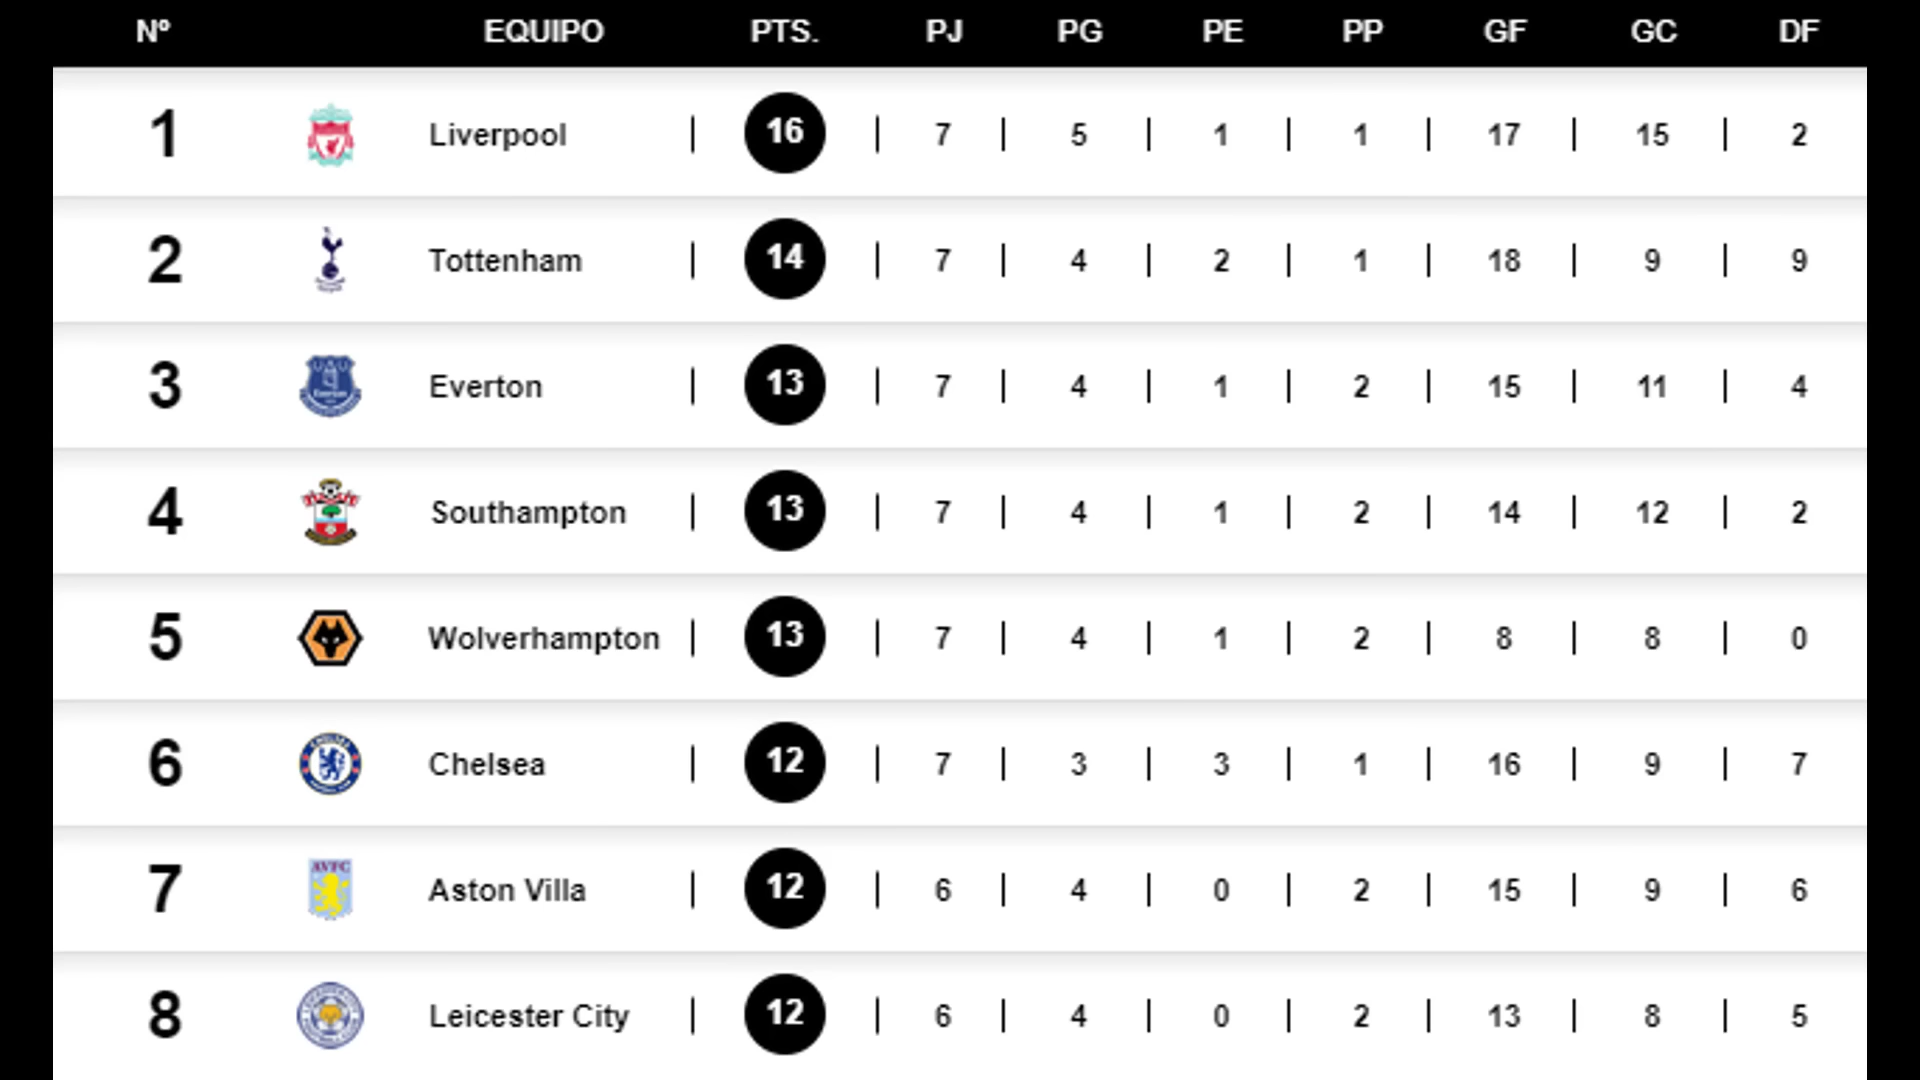 Nº EQUIPO PTS. PJ PG PE PP GF GC DF
1 Liverpool | 16 | 7 | 5 | 1 | 1 | 17 | 15 | 2
2 Tottenham | 14 | 7 | 4 | 2 | 1 | 18 | 9 | 9
3 Everton | 13 | 7 | 4 | 1 | 2 | 15 | 11 | 4
4 Southampton | 13 | 7 | 4 | 1 | 2 | 14 | 12 | 2
5 Wolverhampton | 13 | 7 | 4 | 1 | 2 | 8 | 8 | 0
6 Chelsea | 12 | 7 | 3 | 3 | 1 | 16 | 9 | 7
AVFC
7 Aston Villa | 12 | 6 | 4 | 0 | 2 | 15 | 9 | 6
8 Leicester City | 12 | 6 | 4 | 0 | 2 | 13 | 8 | 5